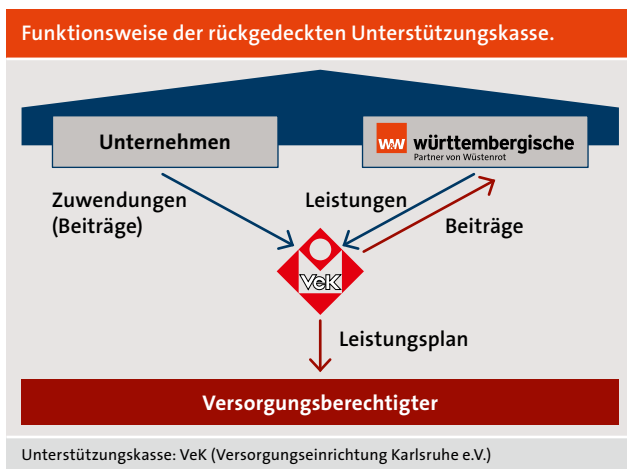 Funktionsweise der rückgedeckten Unterstützungskasse.
Unternehmen
W&W württembergische
Partner von Wüstenrot
Zuwendungen
(Beiträge)
Leistungen
Beiträge
VeK
Leistungsplan
Versorgungsberechtigter
Unterstützungskasse: VeK (Versorgungseinrichtung Karlsruhe e.V.)